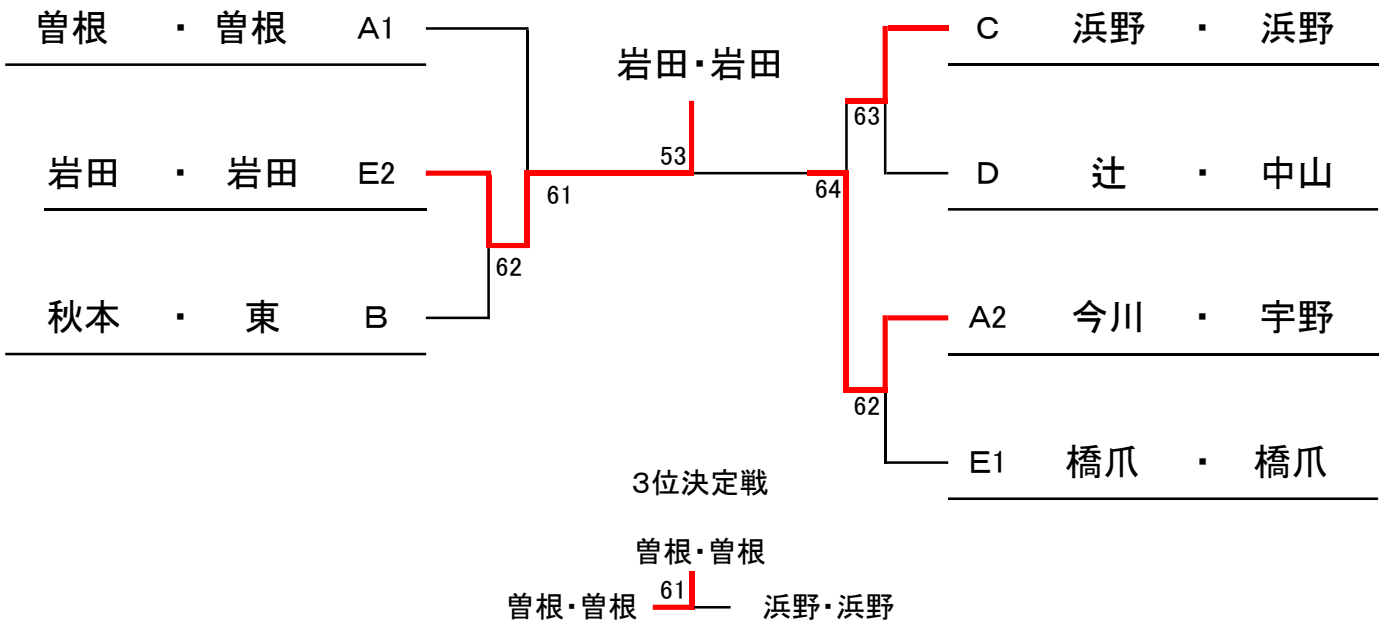 曽根 ・ 曽根 A1
C 浜野 ・ 浜野
岩田・岩田
63
53
岩田 ・ 岩田 E2
61
64
D 辻 ・ 中山
62
秋本 ・ 東 B
A2 今川 ・ 宇野
62
E1 橋爪 ・ 橋爪
3位決定戦
曽根・曽根
61
曽根・曽根
浜野・浜野